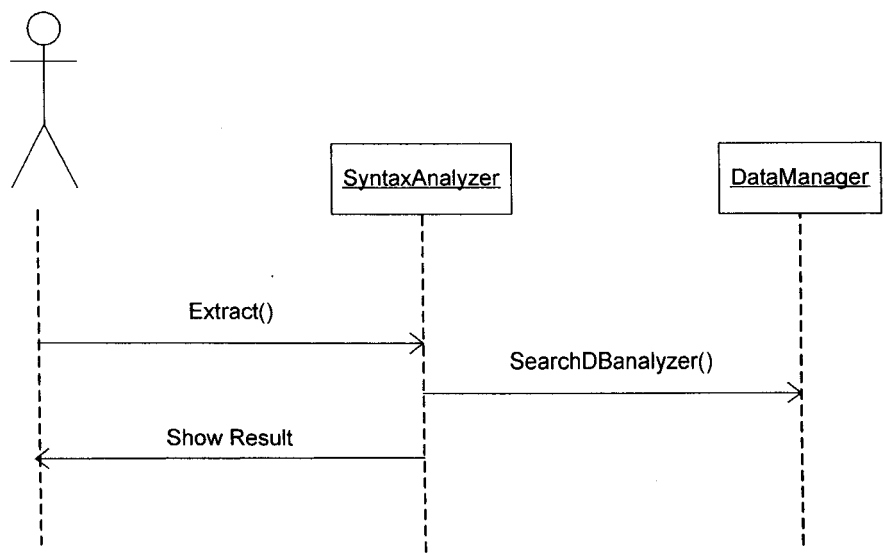 SyntaxAnalyzer
DataManager
Extract()
SearchDBanalyzer()
Show Result